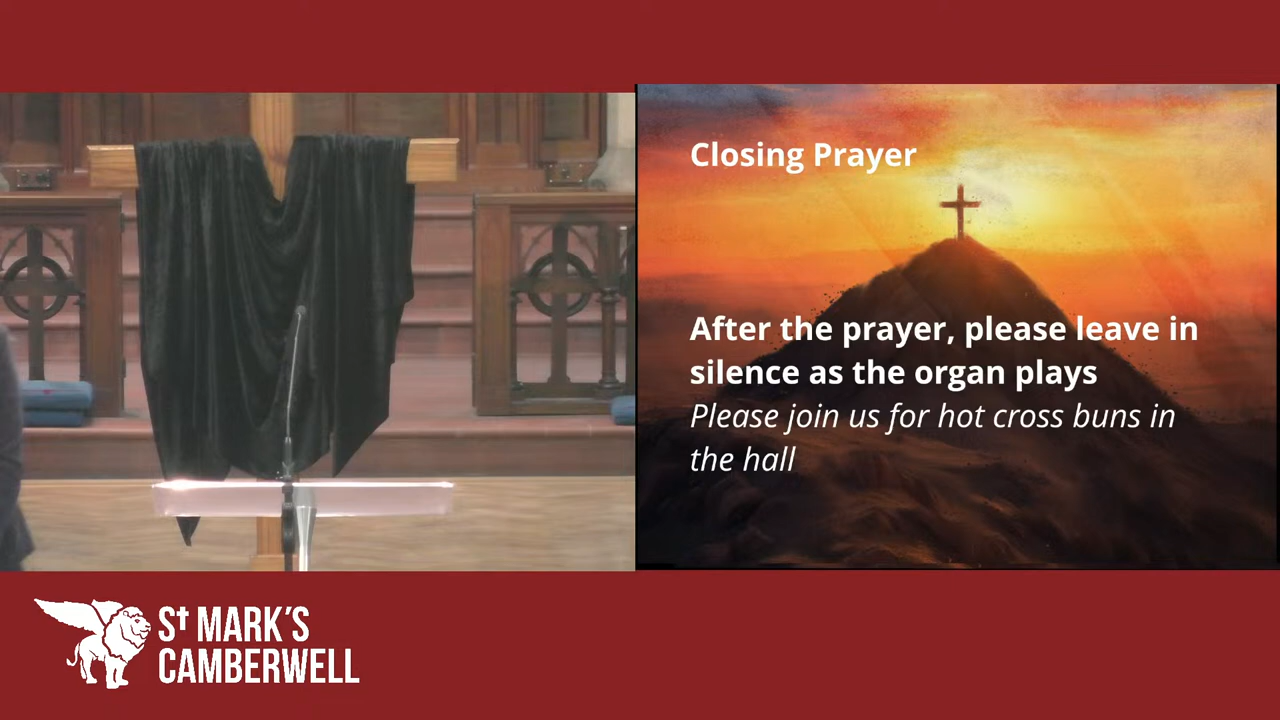 Closing Prayer
After the prayer, please leave in
silence as the organ plays
Please join us for hot cross buns in
the hall
S† MARK'S
CAMBERWELL